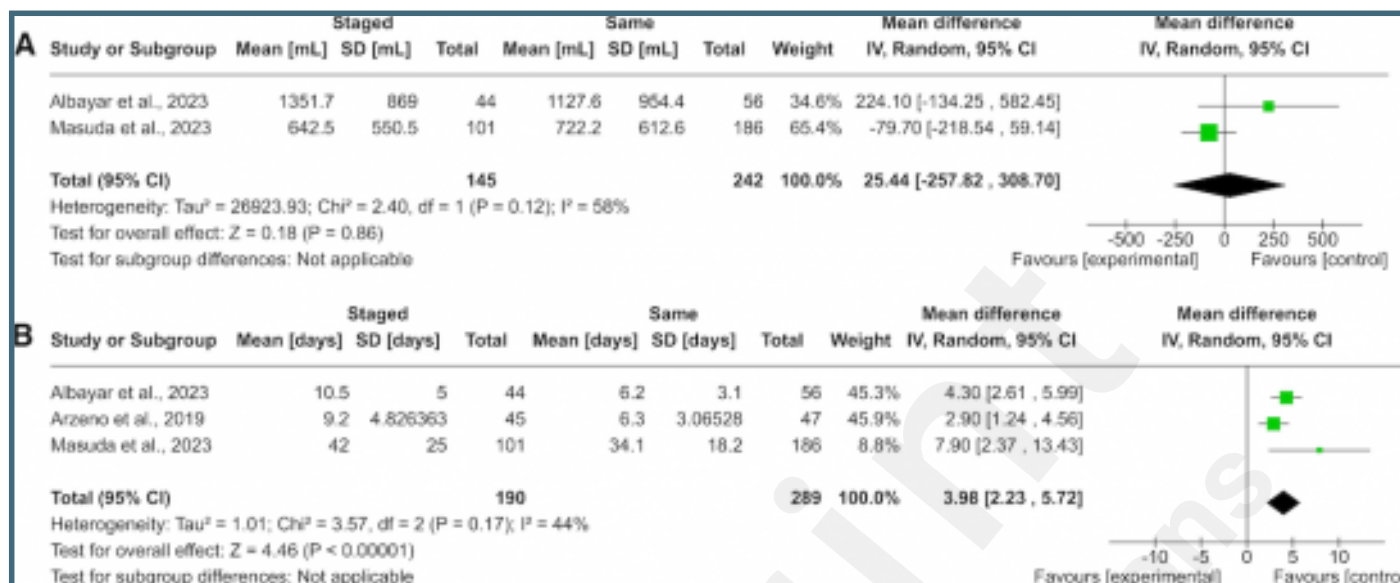 Staged Same Mean difference Mean difference
A Study or Subgroup Mean [mL] SD [mL] Total Mean [mL] SD [mL] Total Weight IV, Random, 95% CI IV, Random, 95% CI
Albayar et al., 2023 1351.7 869 44 1127.6 954.4 56 34.6% 224.10 [-134.25 , 582.45]
Masuda et al., 2023 642.5 550.5 101 722.2 612.6 186 65.4% -79.70 [-218.54 , 59.14]
Total (95% CI) 145 242 100.0% 25.44 [-257.82 , 308.70]
Heterogeneity: Tau² = 26923.93; Chi² = 2.40, df = 1 (P = 0.12); I² = 58%
Test for overall effect: Z = 0.18 (P = 0.86)
-500 -250 0 250 500
Test for subgroup differences: Not applicable Favours [experimental] Favours [control]
Staged Same Mean difference Mean difference
B Study or Subgroup Mean [days] SD [days] Total Mean [days] SD [days] Total Weight IV, Random, 95% CI IV, Random, 95% CI
Albayar et al., 2023 10.5 5 44 6.2 3.1 56 45.3% 4.30 [2.61 , 5.99]
Arzeno et al., 2019 9.2 4.826363 45 6.3 3.06528 47 45.9% 2.90 [1.24 , 4.56]
Masuda et al., 2023 42 25 101 34.1 18.2 186 8.8% 7.90 [2.37 , 13.43]
Total (95% CI) 190 289 100.0% 3.98 [2.23 , 5.72]
Heterogeneity: Tau² = 1.01; Chi² = 3.57, df = 2 (P = 0.17); I² = 44%
Test for overall effect: Z = 4.46 (P < 0.00001)
-10 -5 0 5 10
Test for subgroup differences: Not applicable Favours [experimental] Favours [contro